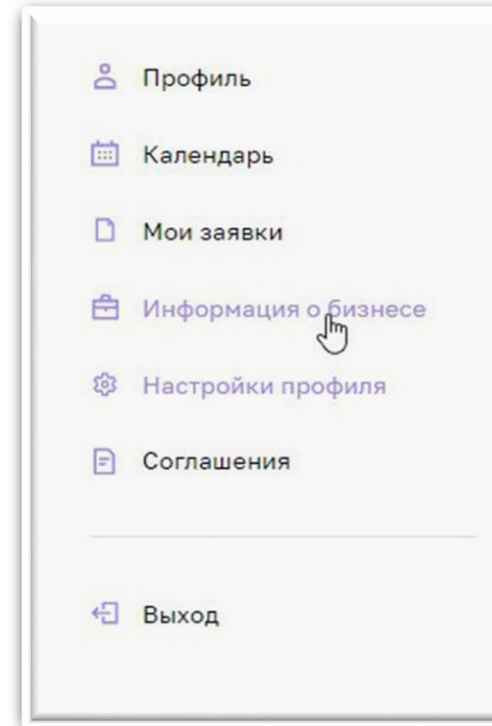 Профиль
Календарь
Мои заявки
Информация о бизнесе
Настройки профиля
Соглашения
Выход